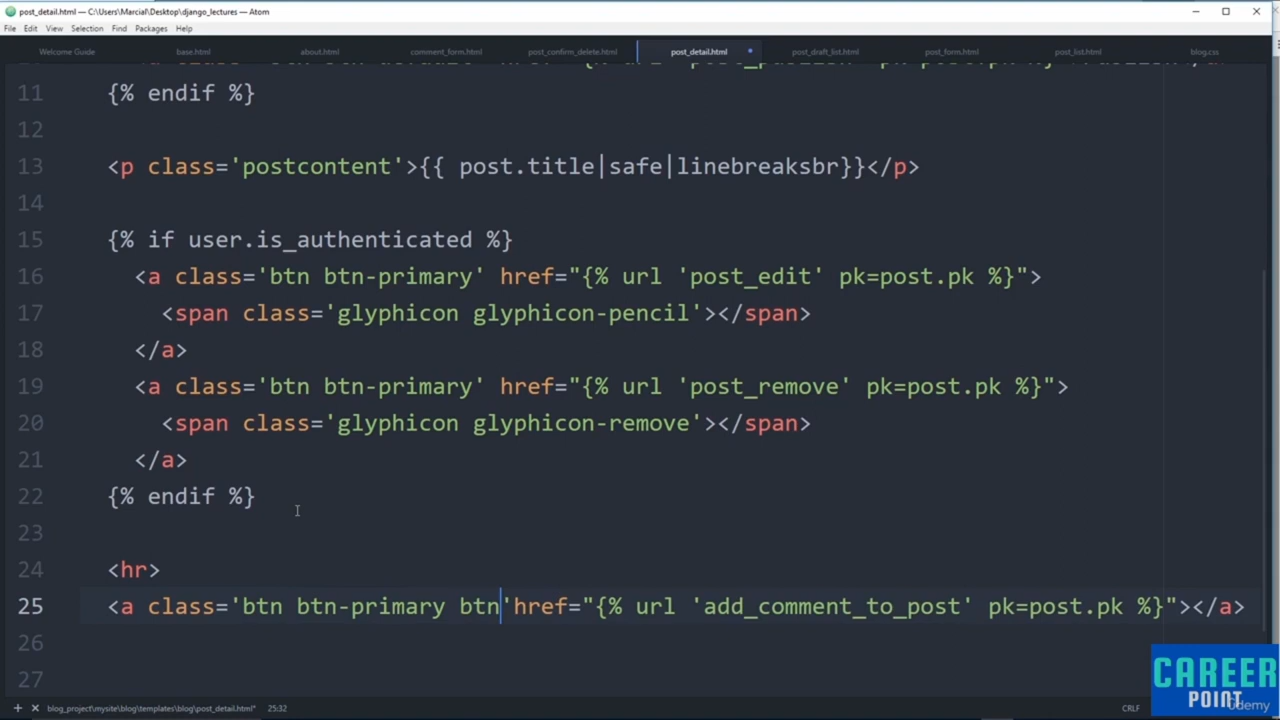 post_detail.html — C:\Users\Marcial\Desktop\django_lectures — Atom
File Edit View Selection Find Packages Help
Welcome Guide base.html about.html comment_form.html post_confirm_delete.html post_detail.html post_draft_list.html post_form.html post_list.html blog.css
11 {% endif %}
12
13 <p class='postcontent'>{{ post.title|safe|linebreaksbr}}</p>
14
15 {% if user.is_authenticated %}
16 <a class='btn btn-primary' href="{% url 'post_edit' pk=post.pk %}">
17 <span class='glyphicon glyphicon-pencil'></span>
18 </a>
19 <a class='btn btn-primary' href="{% url 'post_remove' pk=post.pk %}">
20 <span class='glyphicon glyphicon-remove'></span>
21 </a>
22 {% endif %}
23
24 <hr>
25 <a class='btn btn-primary btn'href="{% url 'add_comment_to_post' pk=post.pk %}"></a>
26
27
CAREER
POINT
Udemy
blog_project\mysite\blog\templates\blog\post_detail.html* 25:32 CRLF